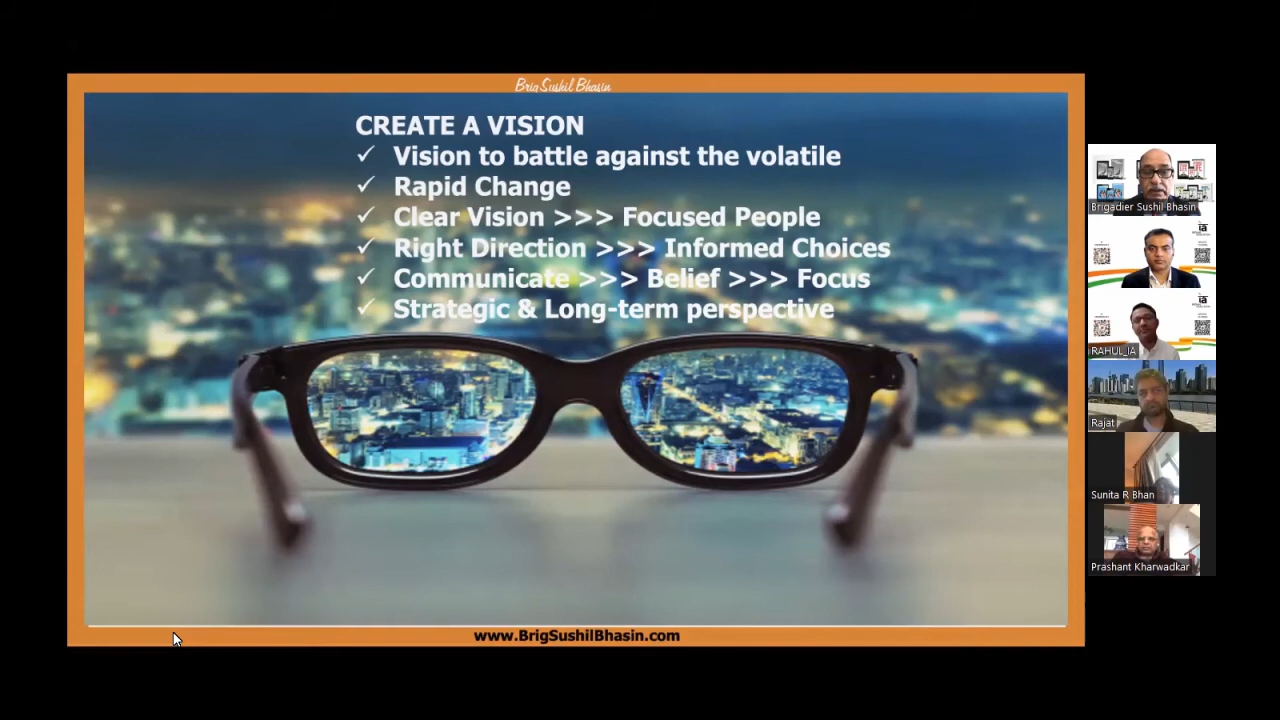 Brig Sushil Bhasin
CREATE A VISION
✓ Vision to battle against the volatile
✓ Rapid Change
✓ Clear Vision >>> Focused People
✓ Right Direction >>> Informed Choices
✓ Communicate >>> Belief >>> Focus
✓ Strategic & Long-term perspective
www.BrigSushilBhasin.com
Brigadier Sushil Bhasin
RAHUL_IA
Rajat
Sunita R Bhan
Prashant Kharwadkar